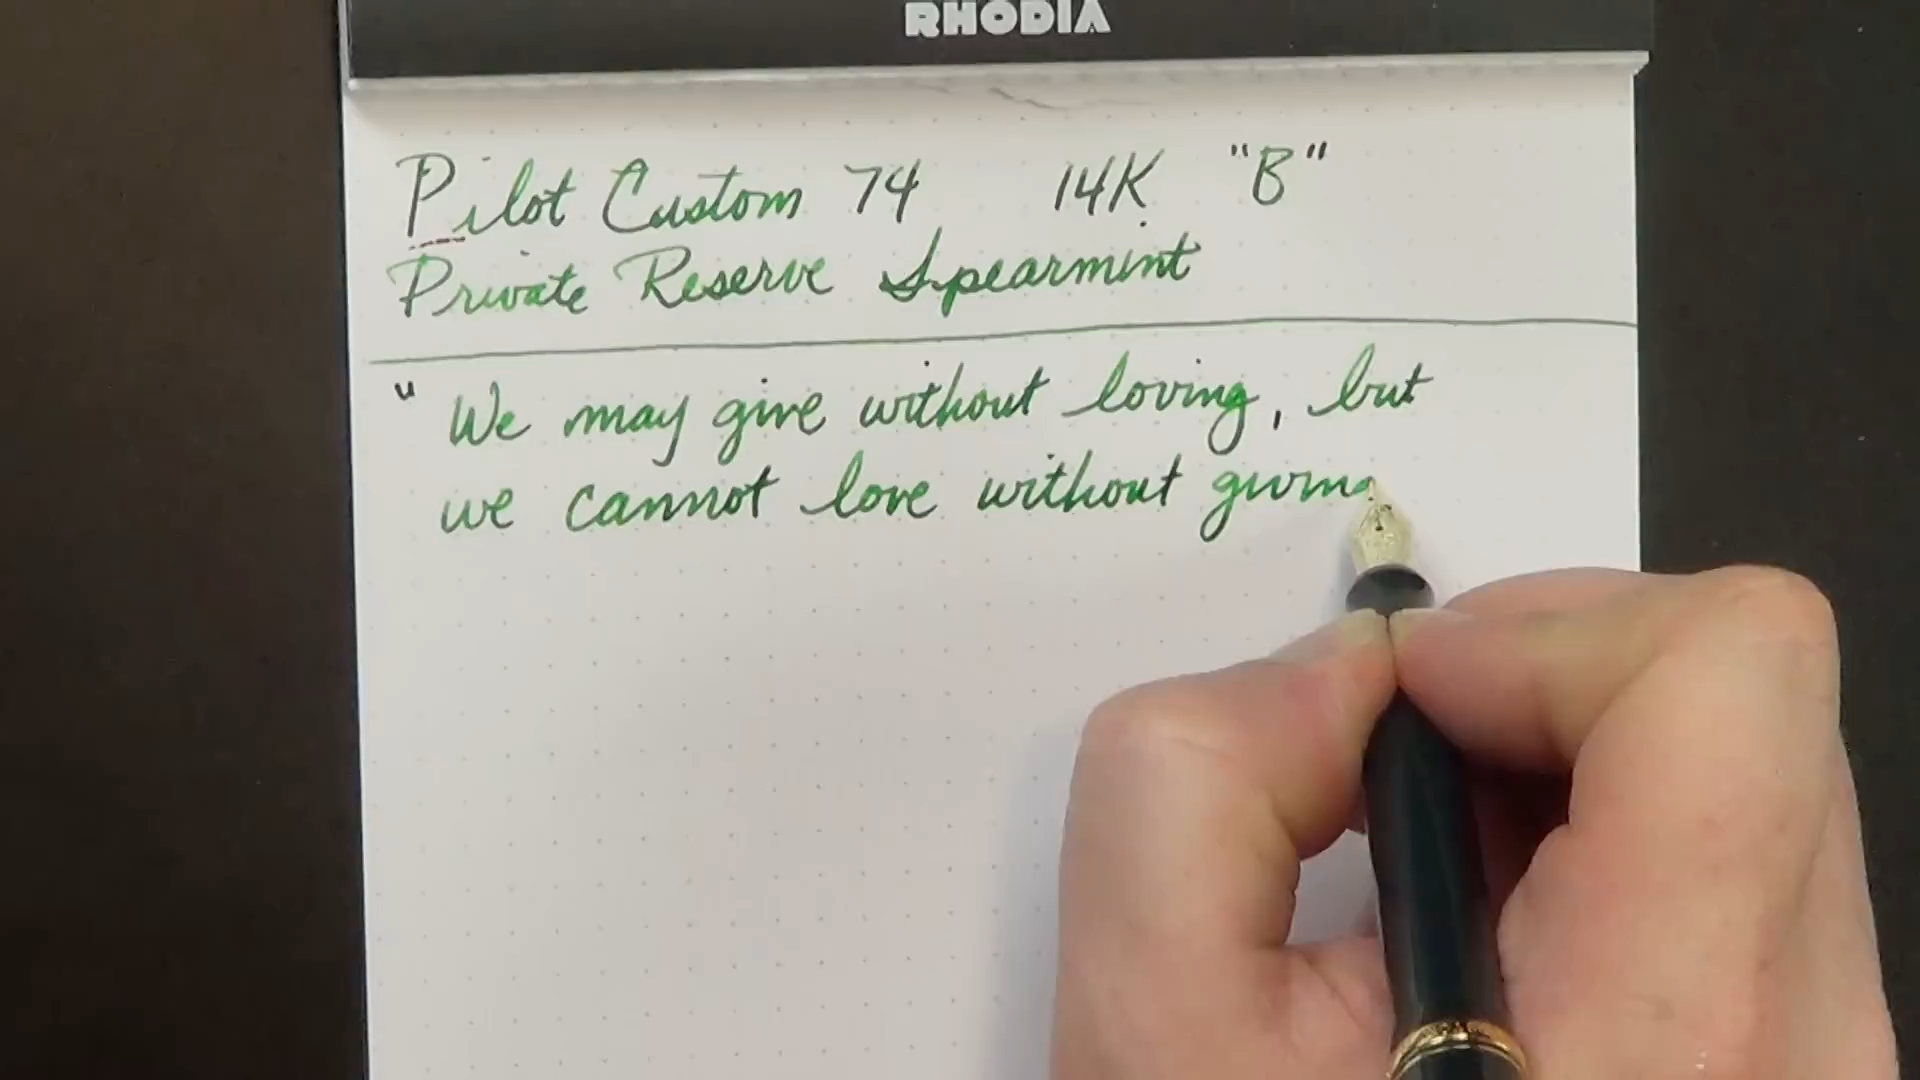 RHODIA
Pilot Custom 74 14K "B"
Private Reserve Spearmint
" We may give without loving, but
we cannot love without giving